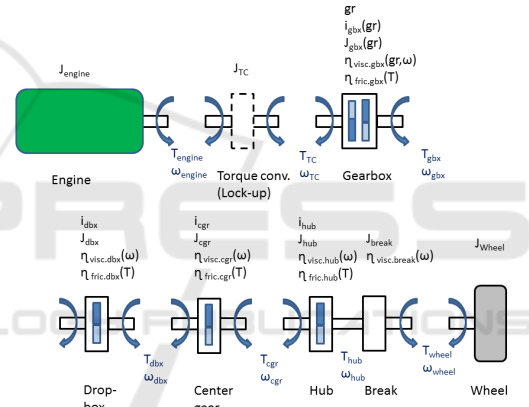 gr
i_gbx(gr)
J_gbx(gr)
η_visc.gbx(gr,ω)
η_fric.gbx(T)
J_engine
J_TC
T_engine
ω_engine
T_TC
ω_TC
T_gbx
ω_gbx
Engine
Torque conv.
(Lock-up)
Gearbox
i_dbx
J_dbx
η_visc.dbx(ω)
η_fric.dbx(T)
i_cgr
J_cgr
η_visc.cgr(ω)
η_fric.cgr(T)
i_hub
J_hub
η_visc.hub(ω)
η_fric.hub(T)
J_break
η_visc.break(ω)
J_Wheel
T_dbx
ω_dbx
T_cgr
ω_cgr
T_hub
ω_hub
T_wheel
ω_wheel
Drop-
box
Center
gear
Hub
Break
Wheel